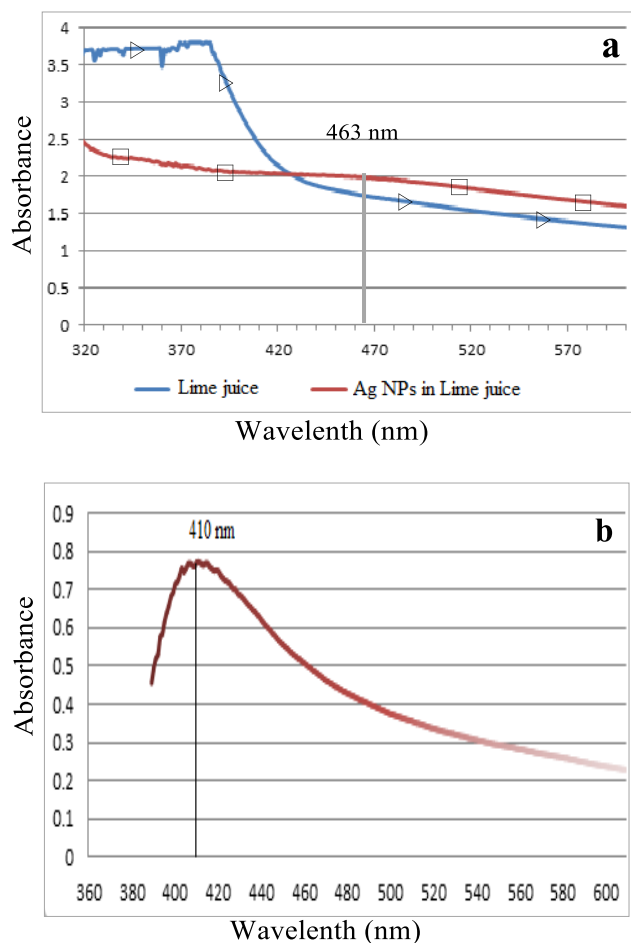 4
a
3.5
3
463 nm
2.5
2
1.5
1
0.5
0
Absorbance
320 370 420 470 520 570
Lime juice Ag NPs in Lime juice
Wavelenth (nm)
0.9
410 nm
b
0.8
0.7
0.6
0.5
0.4
0.3
0.2
0.1
0
Absorbance
360 380 400 420 440 460 480 500 520 540 560 580 600
Wavelenth (nm)